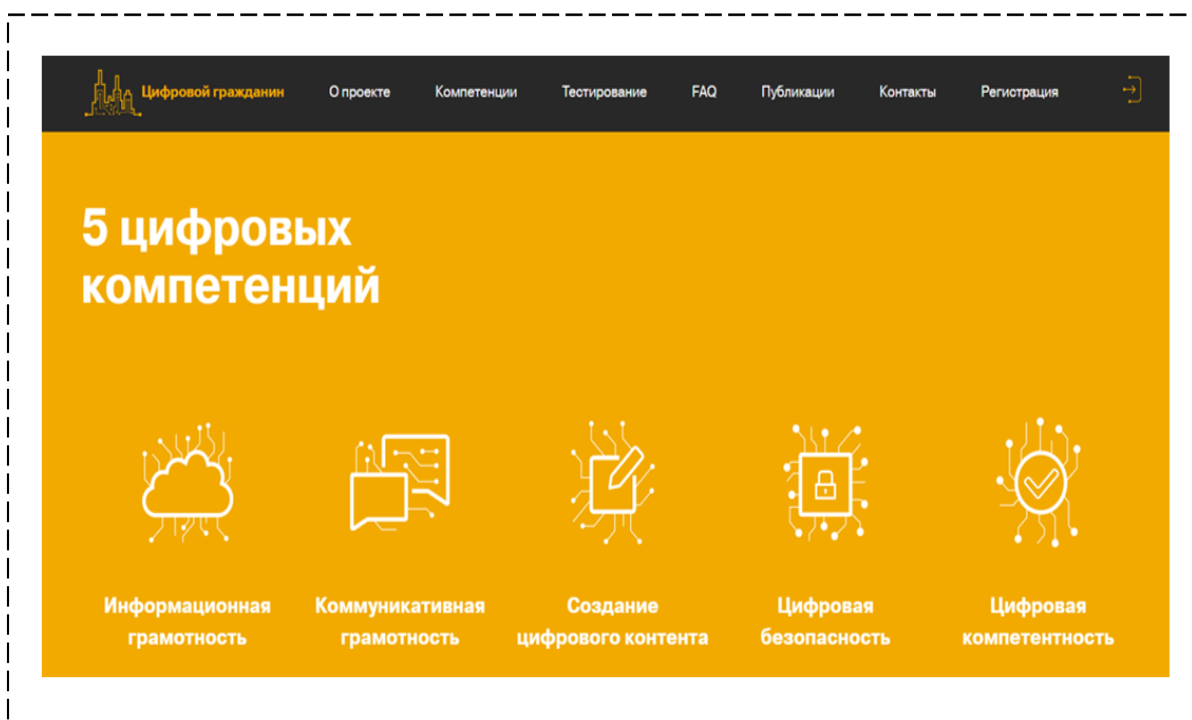 Цифровой гражданин О проекте Компетенции Тестирование FAQ Публикации Контакты Регистрация
5 цифровых
компетенций
Информационная
грамотность
Коммуникативная
грамотность
Создание
цифрового контента
Цифровая
безопасность
Цифровая
компетентность